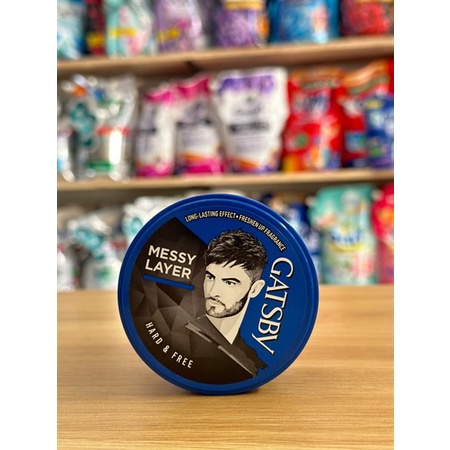 LONG-LASTING EFFECT • FRESHEN UP FRAGRANCE
MESSY
LAYER
GATSBY
HARD & FREE